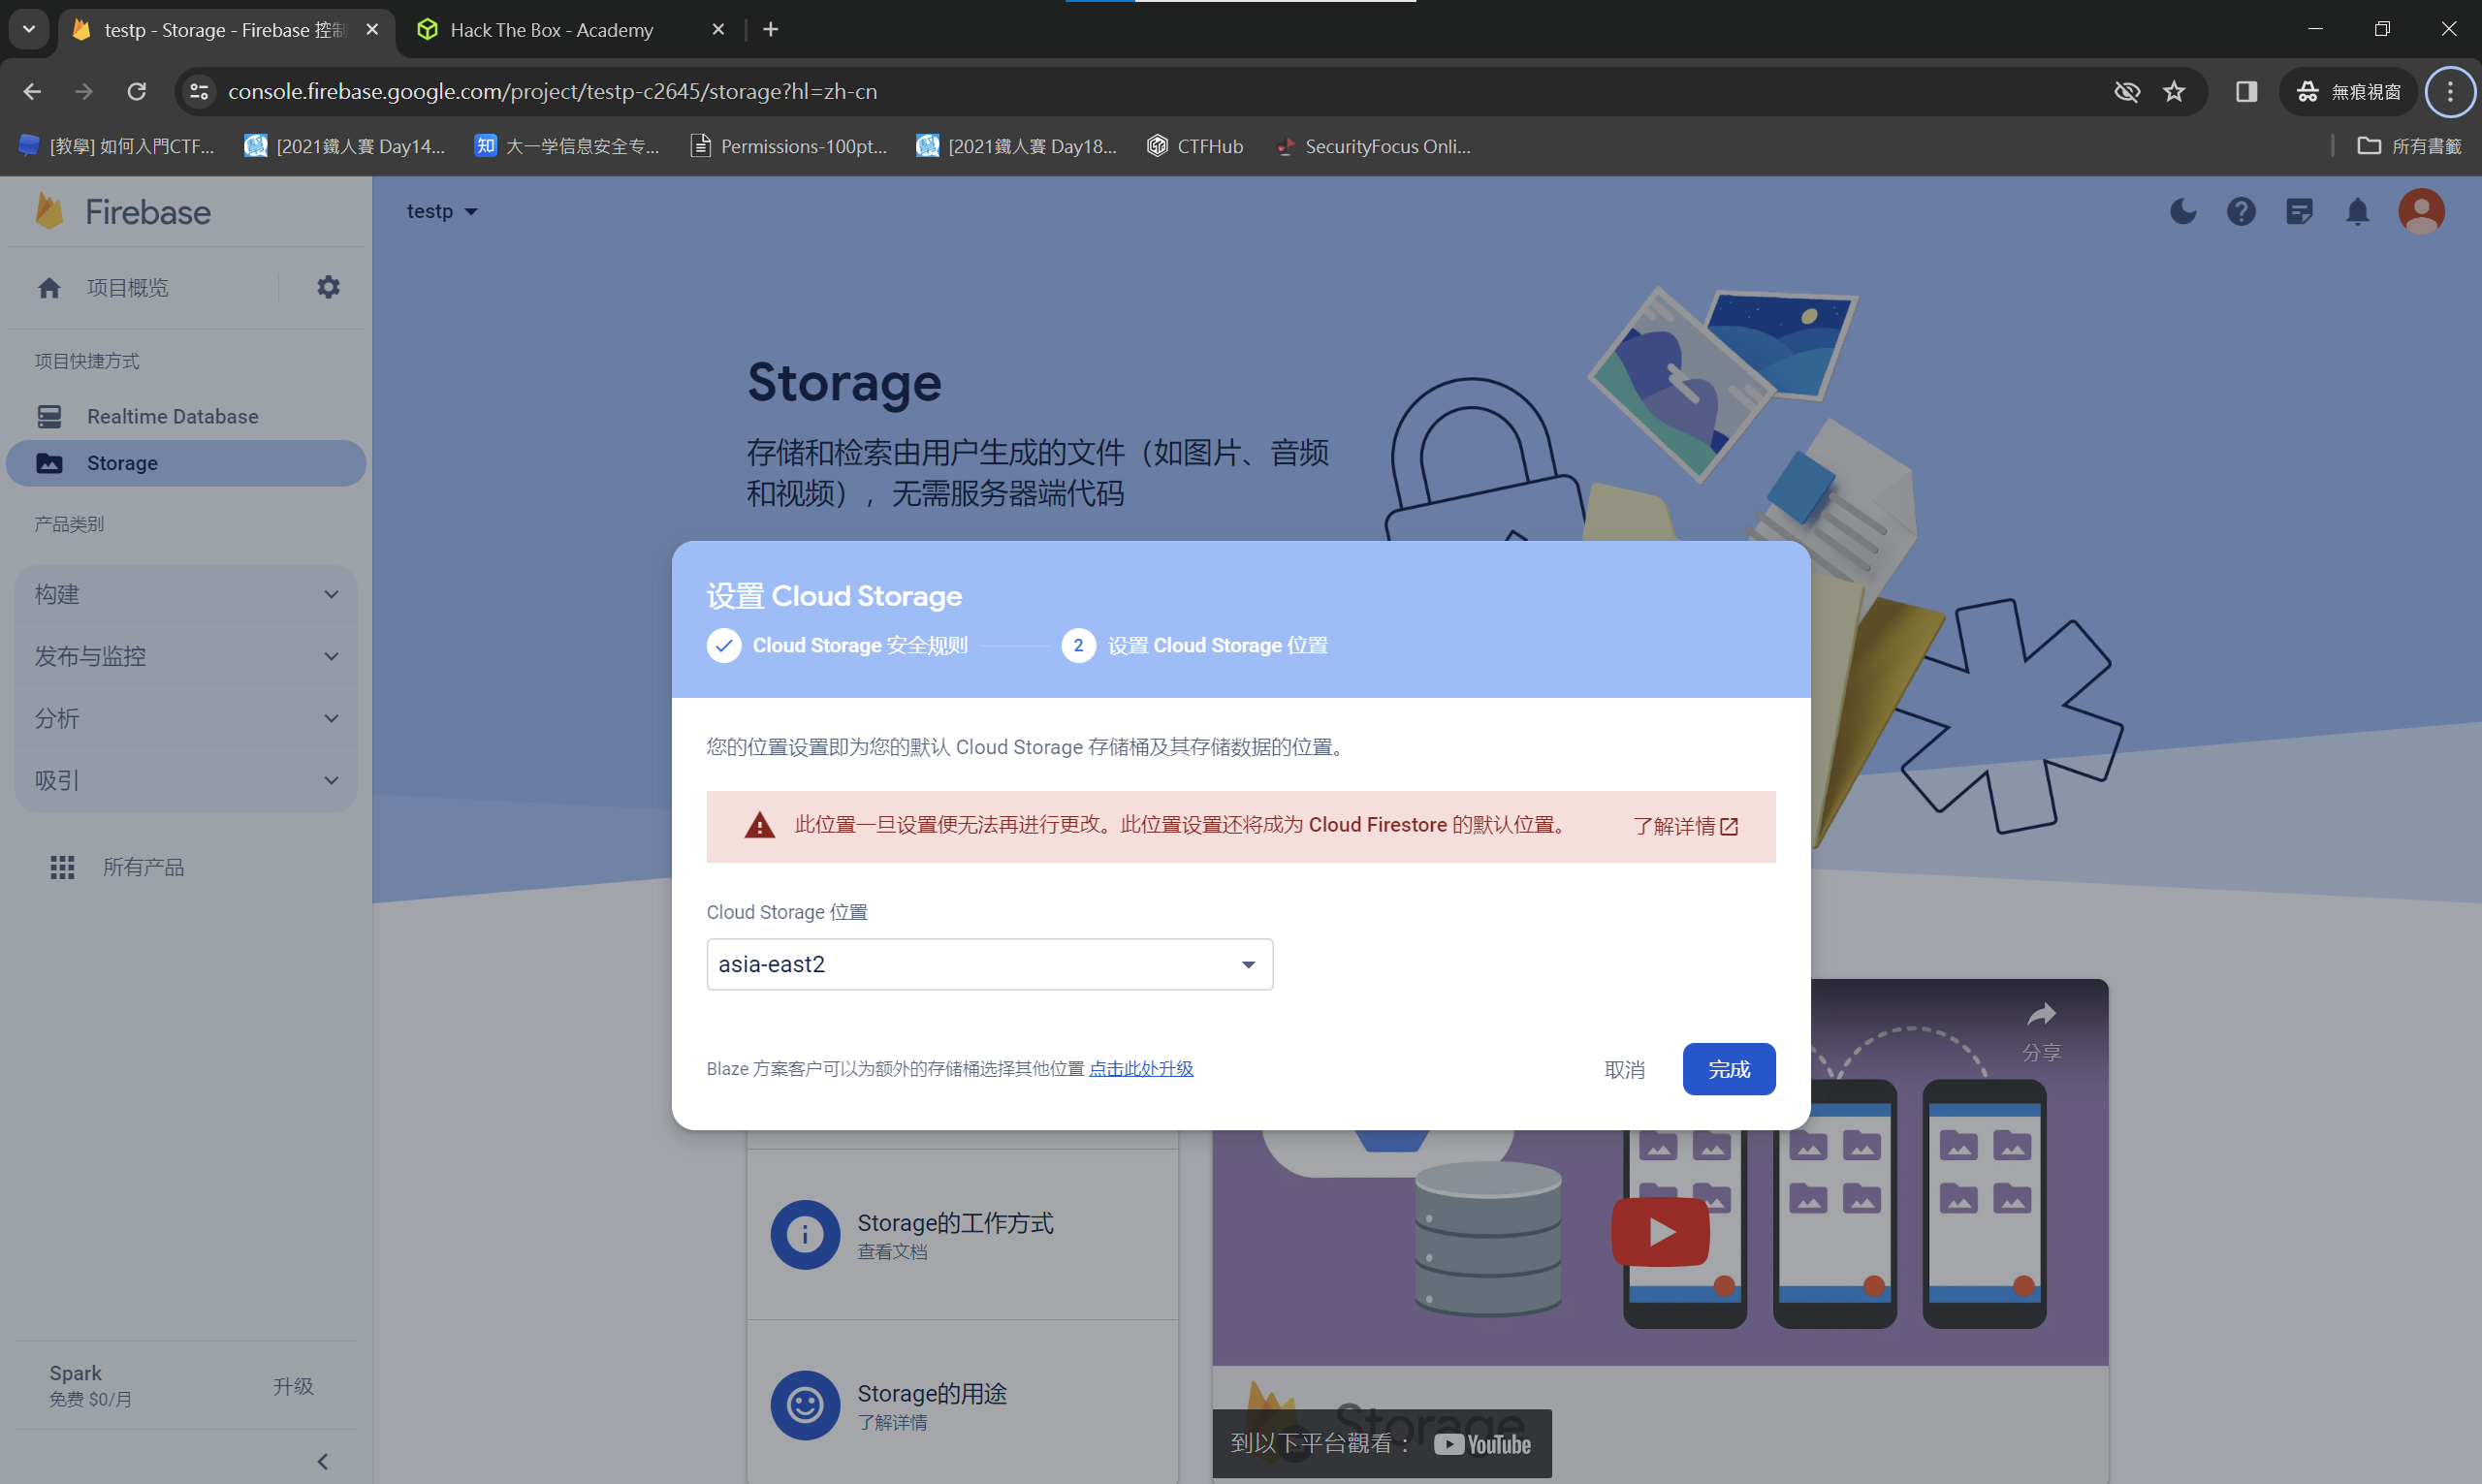 testp - Storage - Firebase 控制
Hack The Box - Academy
console.firebase.google.com/project/testp-c2645/storage?hl=zh-cn
無痕視窗
[教學] 如何入門CTF...
[2021鐵人賽 Day14...
知 大一学信息安全专...
Permissions-100pt...
[2021鐵人賽 Day18...
CTFHub
SecurityFocus Onli...
所有書籤
Firebase
testp
项目概览
项目快捷方式
Realtime Database
Storage
产品类别
构建
发布与监控
分析
吸引
所有产品
Spark
免费 $0/月
升级
Storage
存储和检索由用户生成的文件（如图片、音频
和视频），无需服务器端代码
设置 Cloud Storage
Cloud Storage 安全规则
2 设置 Cloud Storage 位置
您的位置设置即为您的默认 Cloud Storage 存储桶及其存储数据的位置。
此位置一旦设置便无法再进行更改。此位置设置还将成为 Cloud Firestore 的默认位置。
了解详情
Cloud Storage 位置
asia-east2
Blaze 方案客户可以为额外的存储桶选择其他位置 点击此处升级
取消
完成
分享
Storage的工作方式
查看文档
Storage的用途
了解详情
Storage
到以下平台觀看：
YouTube